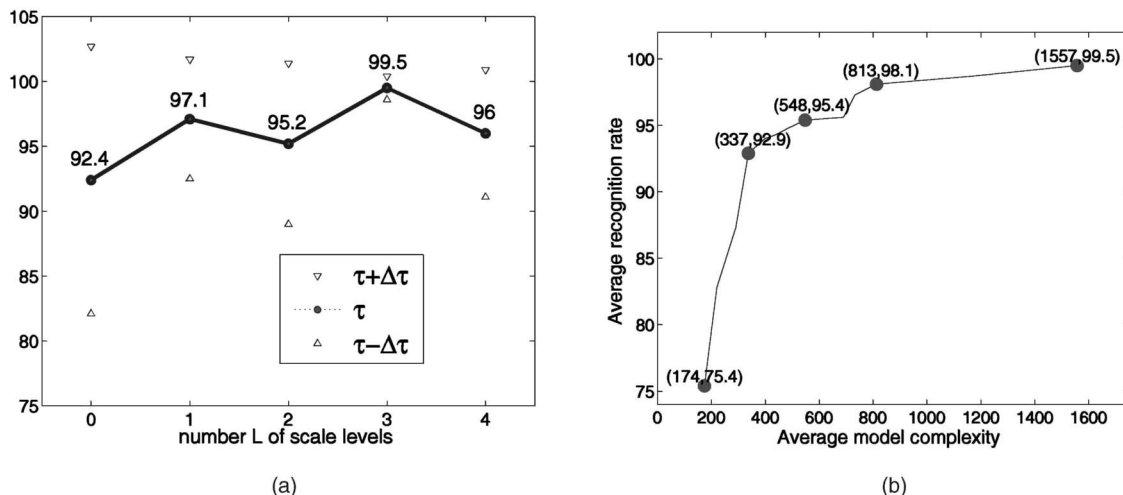 105
100
95
90
85
80
75
92.4
97.1
95.2
99.5
96
τ+Δτ
τ
τ−Δτ
0 1 2 3 4
number L of scale levels
(a)
Average recognition rate
100
95
90
85
80
75
(1557,99.5)
(813,98.1)
(548,95.4)
(337,92.9)
(174,75.4)
0 200 400 600 800 1000 1200 1400 1600
Average model complexity
(b)